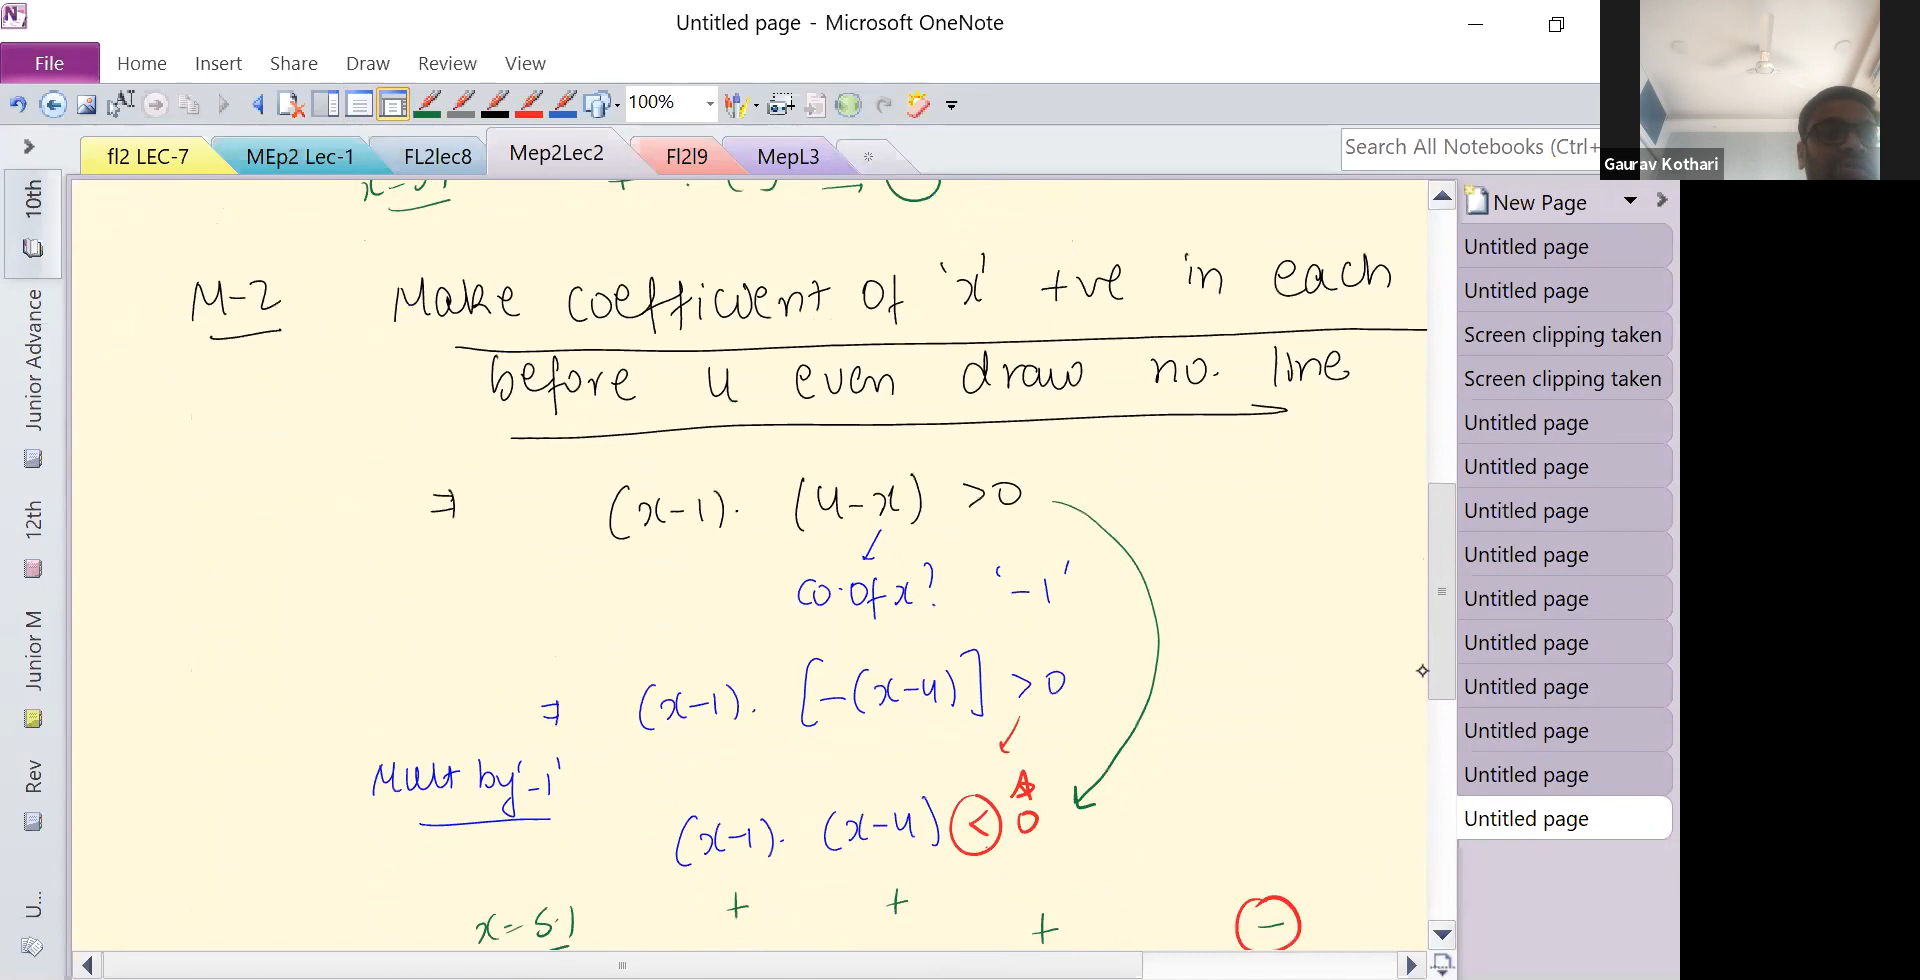 Untitled page - Microsoft OneNote
File Home Insert Share Draw Review View
100%
fl2 LEC-7 MEp2 Lec-1 FL2lec8 Mep2Lec2 Fl2l9 MepL3
Search All Notebooks (Ctrl+
Gaurav Kothari
10th
Junior Advance
12th
Junior M
Rev
U...
M-2 Make coefficient of 'x' +ve in each
before u even draw no. line
⇒ (x-1). (4-x) >0
co. of x? '-1'
⇒ (x-1). [-(x-4)] >0
Mult by '-1'
(x-1). (x-4) < 0
+ +
x = 5.1 + -
New Page
Untitled page
Untitled page
Screen clipping taken
Screen clipping taken
Untitled page
Untitled page
Untitled page
Untitled page
Untitled page
Untitled page
Untitled page
Untitled page
Untitled page
Untitled page